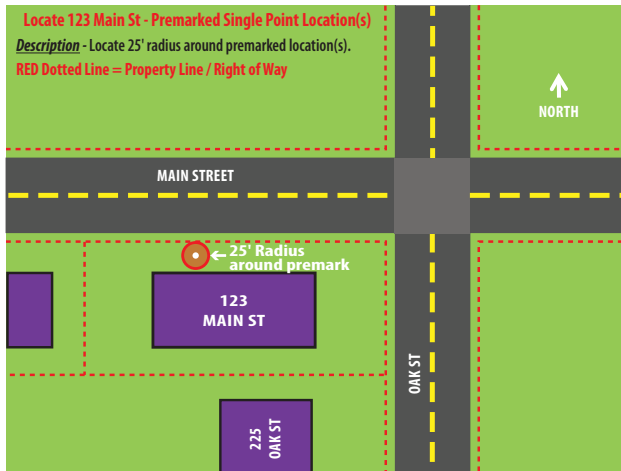 Locate 123 Main St - Premarked Single Point Location(s)
Description - Locate 25' radius around premarked location(s).
RED Dotted Line = Property Line / Right of Way
NORTH
MAIN STREET
25' Radius
around premark
123
MAIN ST
OAK ST
225
OAK ST